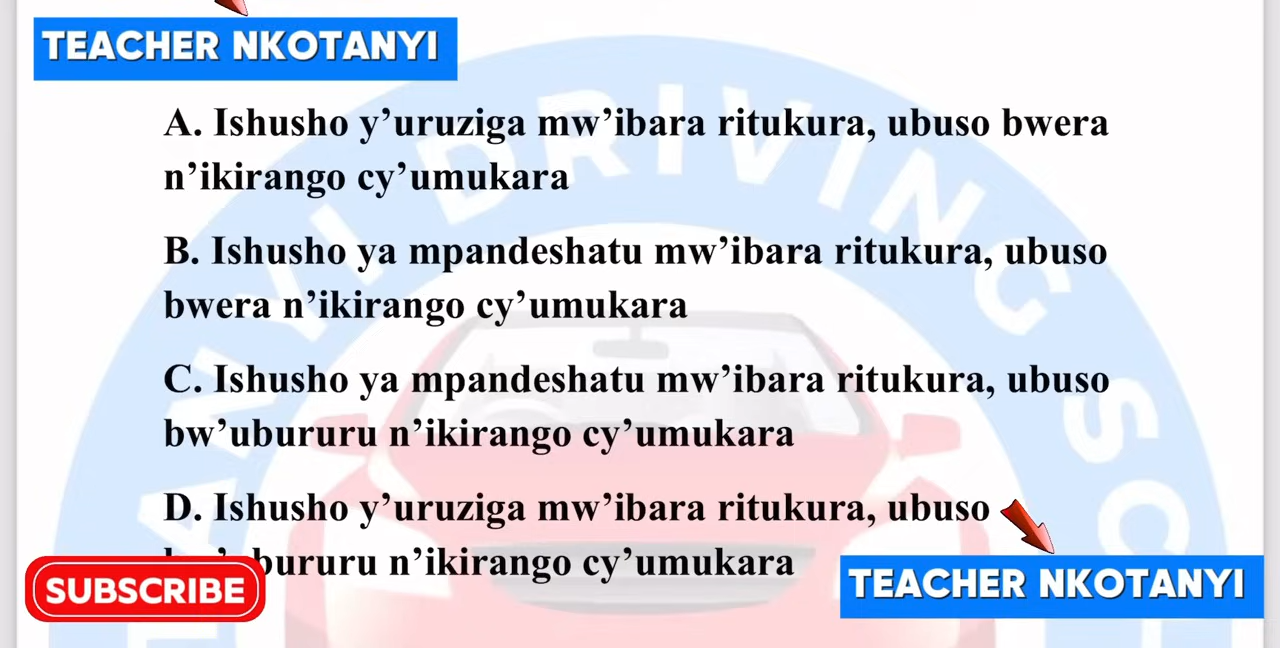 TEACHER NKOTANYI
A. Ishusho y’uruziga mw’ibara ritukura, ubuso bwera
n’ikirango cy’umukara
B. Ishusho ya mpandeshatu mw’ibara ritukura, ubuso
bwera n’ikirango cy’umukara
C. Ishusho ya mpandeshatu mw’ibara ritukura, ubuso
bw’ubururu n’ikirango cy’umukara
D. Ishusho y’uruziga mw’ibara ritukura, ubuso
n’ikirango cy’umukara
SUBSCRIBE
TEACHER NKOTANYI
DRIVING